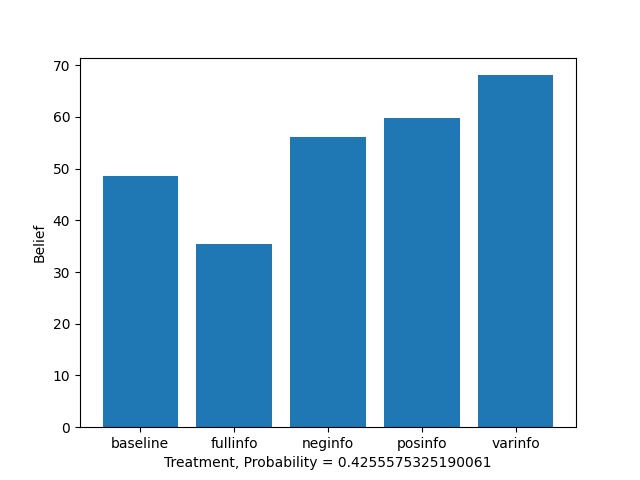 70
60
50
40
30
20
10
0
Belief
baseline fullinfo neginfo posinfo varinfo
Treatment, Probability = 0.4255575325190061